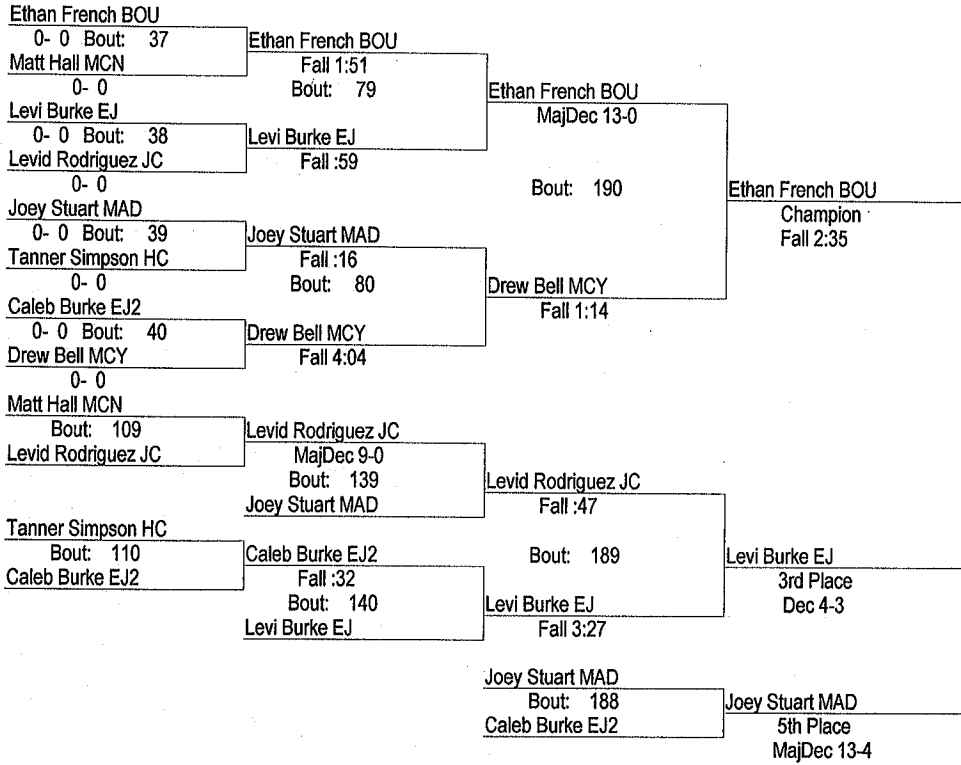 Ethan French BOU
0- 0 Bout: 37
Matt Hall MCN
0- 0
Levi Burke EJ
0- 0 Bout: 38
Levid Rodriguez JC
0- 0
Joey Stuart MAD
0- 0 Bout: 39
Tanner Simpson HC
0- 0
Caleb Burke EJ2
0- 0 Bout: 40
Drew Bell MCY
0- 0
Ethan French BOU
Fall 1:51
Bout: 79
Levi Burke EJ
Fall :59
Joey Stuart MAD
Fall :16
Bout: 80
Drew Bell MCY
Fall 4:04
Ethan French BOU
MajDec 13-0
Bout: 190
Drew Bell MCY
Fall 1:14
Ethan French BOU
Champion
Fall 2:35
Matt Hall MCN
Bout: 109
Levid Rodriguez JC
Tanner Simpson HC
Bout: 110
Caleb Burke EJ2
Levid Rodriguez JC
MajDec 9-0
Bout: 139
Joey Stuart MAD
Caleb Burke EJ2
Fall :32
Bout: 140
Levi Burke EJ
Levid Rodriguez JC
Fall :47
Bout: 189
Levi Burke EJ
Fall 3:27
Levi Burke EJ
3rd Place
Dec 4-3
Joey Stuart MAD
Bout: 188
Caleb Burke EJ2
Joey Stuart MAD
5th Place
MajDec 13-4